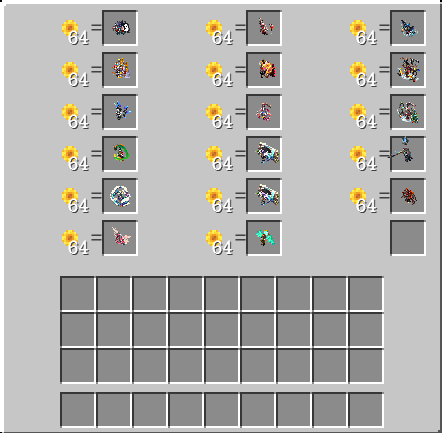 64 = 64 = 64 =
64 = 64 = 64 =
64 = 64 = 64 =
64 = 64 = 64 =
64 = 64 = 64 =
64 = 64 =